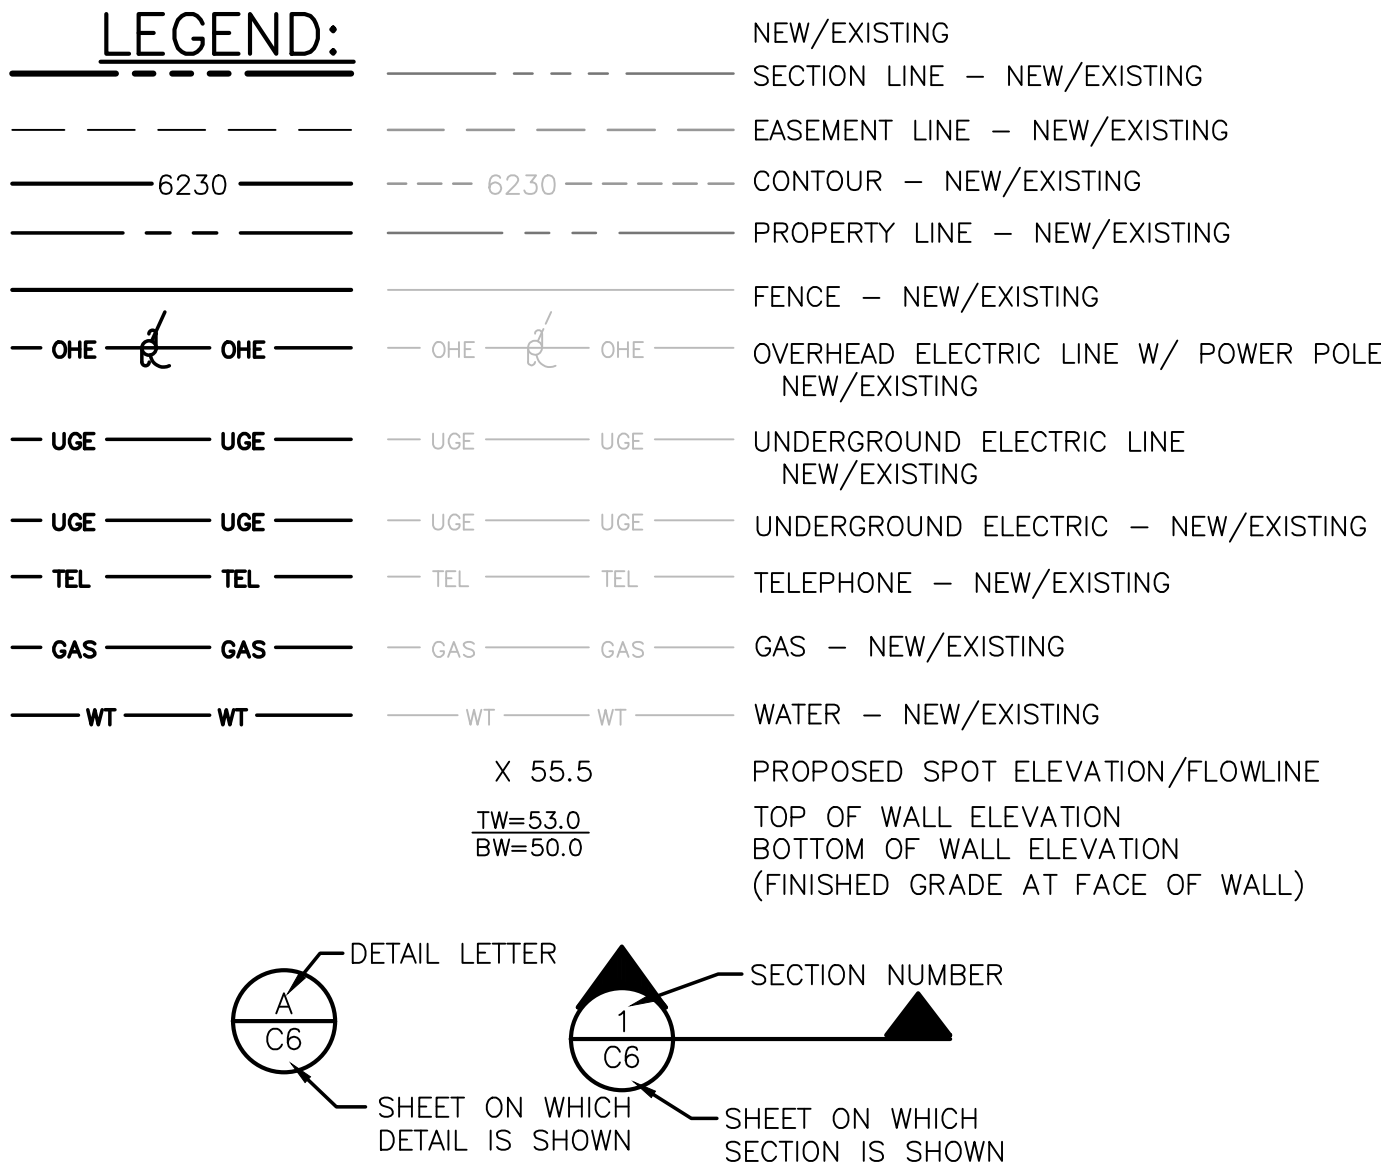 LEGEND:
NEW/EXISTING
SECTION LINE – NEW/EXISTING
EASEMENT LINE – NEW/EXISTING
6230 6230 CONTOUR – NEW/EXISTING
PROPERTY LINE – NEW/EXISTING
FENCE – NEW/EXISTING
OHE OHE OHE OHE OVERHEAD ELECTRIC LINE W/ POWER POLE
NEW/EXISTING
UGE UGE UGE UGE UNDERGROUND ELECTRIC LINE
NEW/EXISTING
UGE UGE UGE UGE UNDERGROUND ELECTRIC – NEW/EXISTING
TEL TEL TEL TEL TELEPHONE – NEW/EXISTING
GAS GAS GAS GAS GAS – NEW/EXISTING
WT WT WT WT WATER – NEW/EXISTING
X 55.5 PROPOSED SPOT ELEVATION/FLOWLINE
TW=53.0 TOP OF WALL ELEVATION
BW=50.0 BOTTOM OF WALL ELEVATION
(FINISHED GRADE AT FACE OF WALL)
DETAIL LETTER
A
C6
SHEET ON WHICH
DETAIL IS SHOWN
SECTION NUMBER
1
C6
SHEET ON WHICH
SECTION IS SHOWN